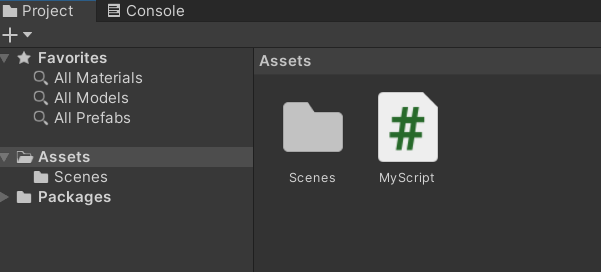 Project
Console
Favorites
All Materials
All Models
All Prefabs
Assets
Scenes
Packages
Assets
Scenes
MyScript